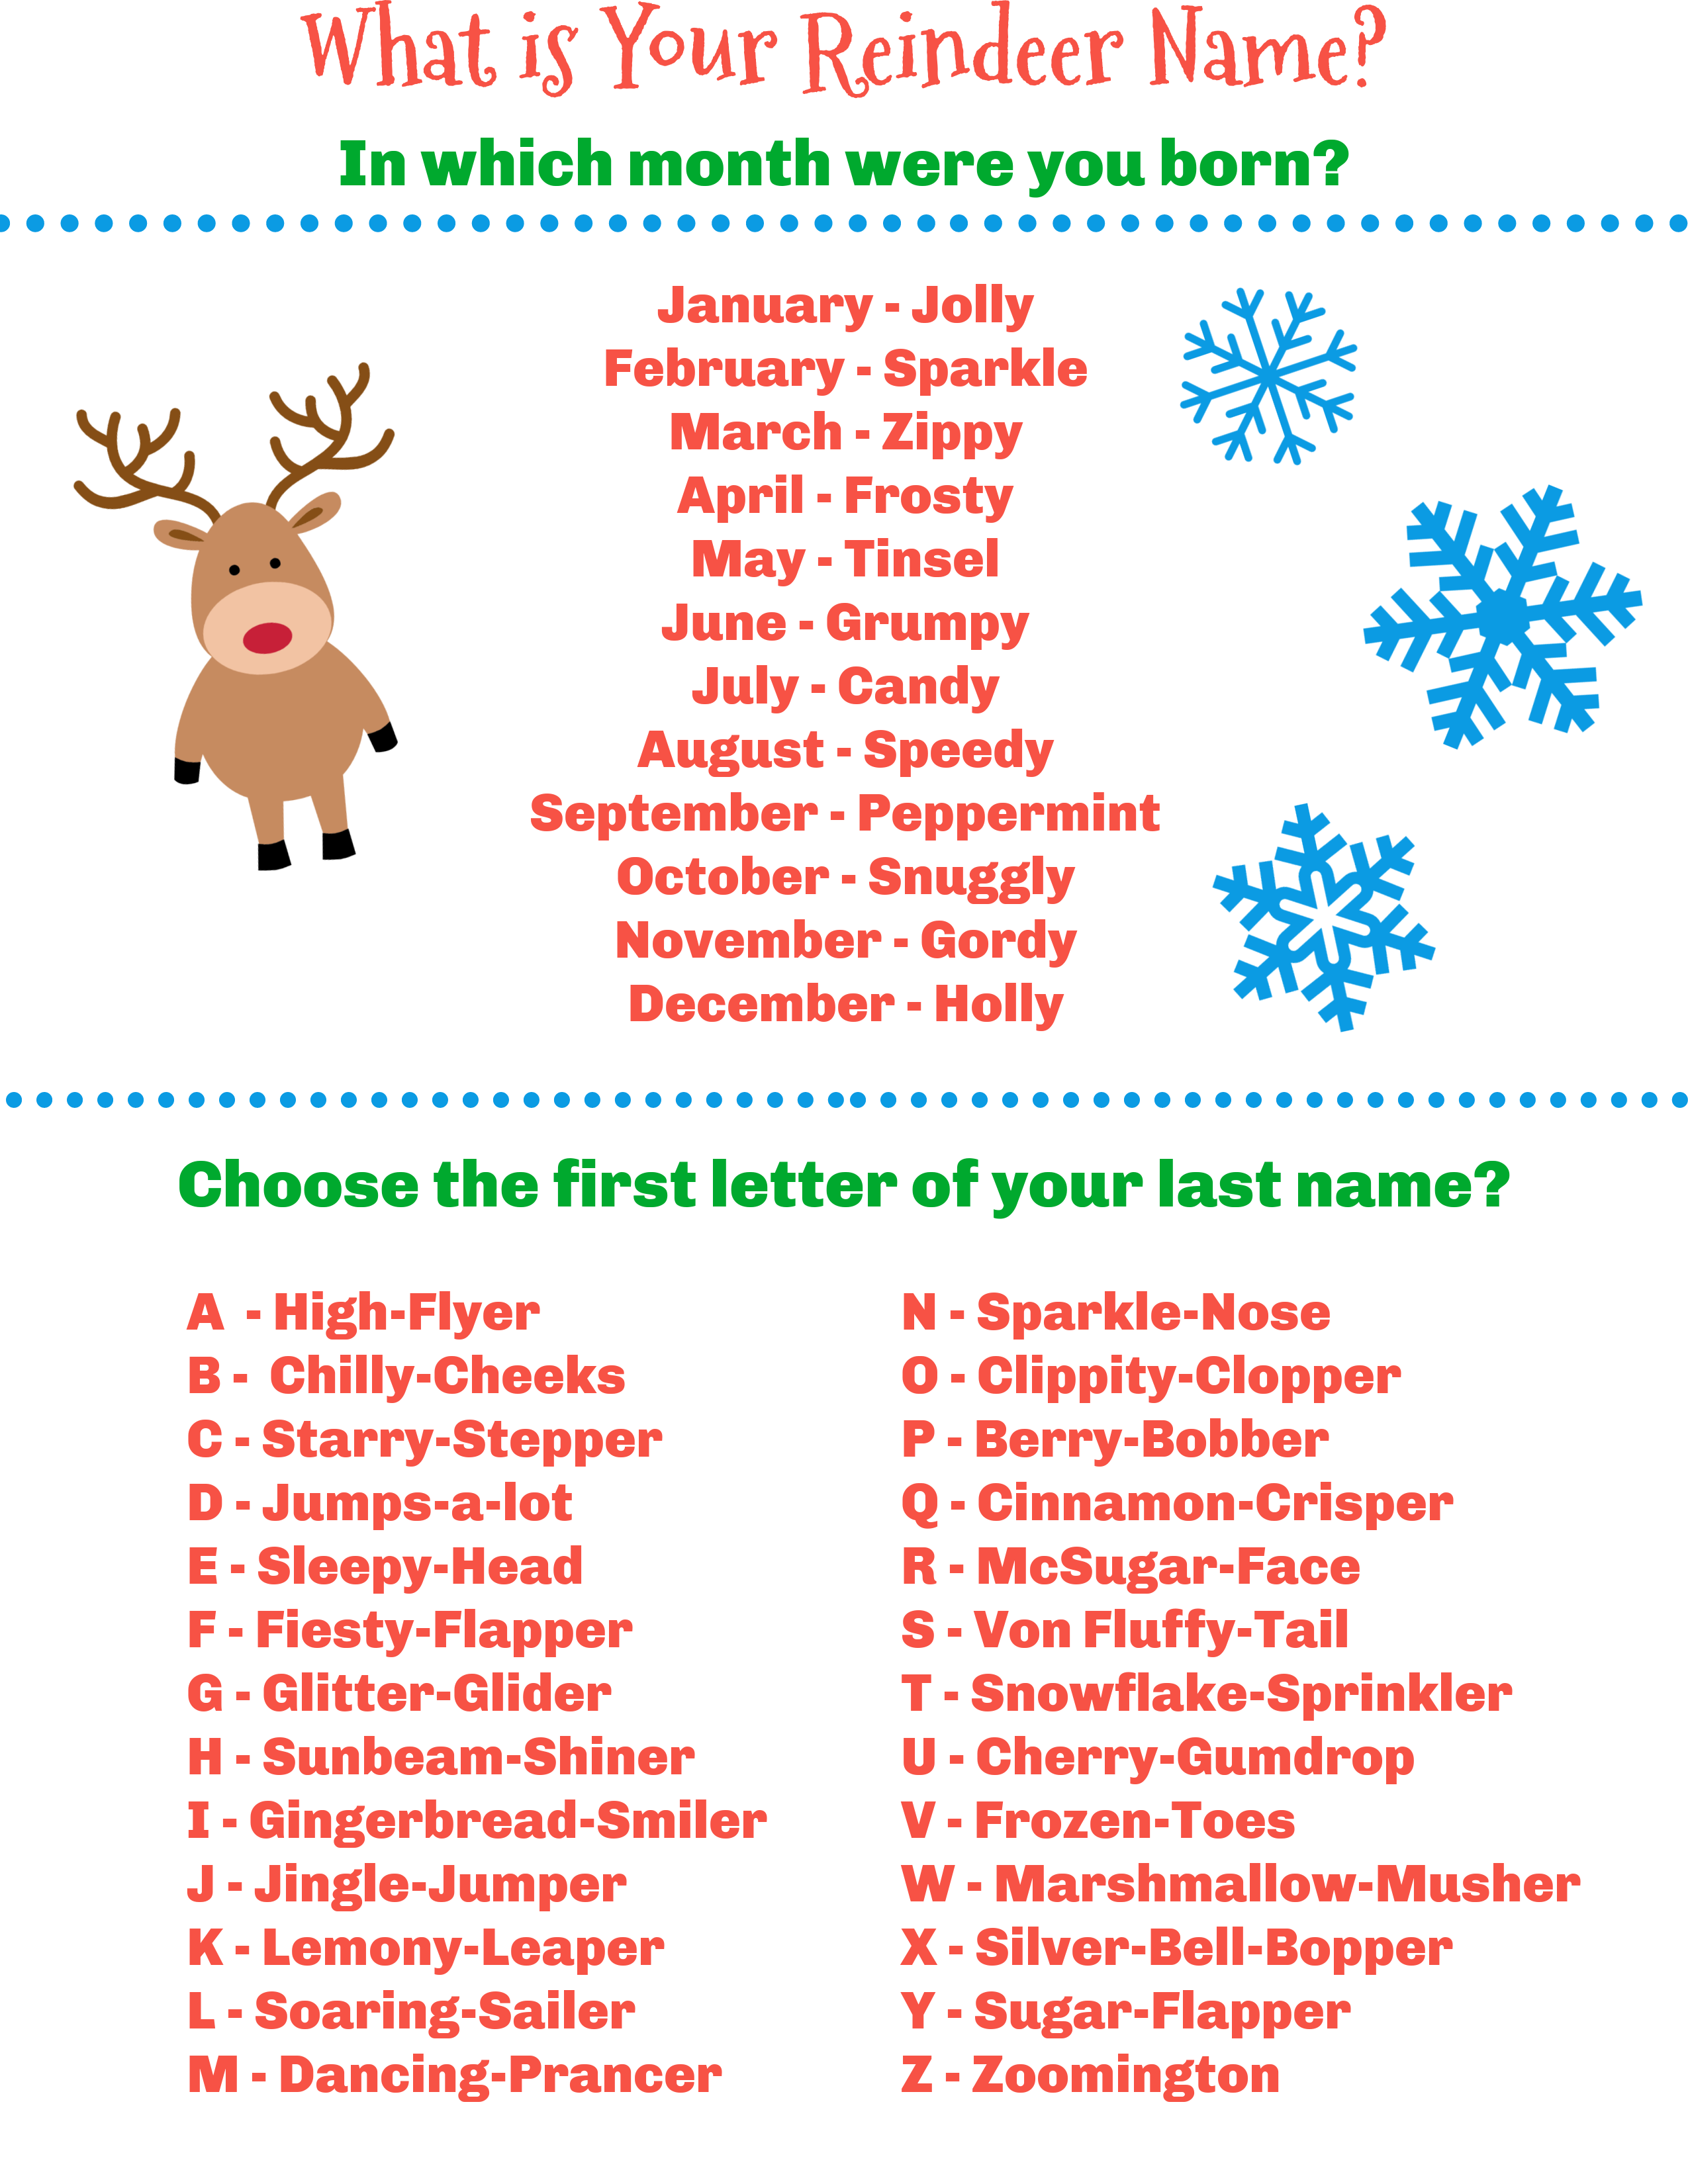 What is Your Reindeer Name?
In which month were you born?
January - Jolly
February - Sparkle
March - Zippy
April - Frosty
May - Tinsel
June - Grumpy
July - Candy
August - Speedy
September - Peppermint
October - Snuggly
November - Gordy
December - Holly
Choose the first letter of your last name?
A - High-Flyer
B - Chilly-Cheeks
C - Starry-Stepper
D - Jumps-a-lot
E - Sleepy-Head
F - Fiesty-Flapper
G - Glitter-Glider
H - Sunbeam-Shiner
I - Gingerbread-Smiler
J - Jingle-Jumper
K - Lemony-Leaper
L - Soaring-Sailer
M - Dancing-Prancer
N - Sparkle-Nose
O - Clippity-Clopper
P - Berry-Bobber
Q - Cinnamon-Crisper
R - McSugar-Face
S - Von Fluffy-Tail
T - Snowflake-Sprinkler
U - Cherry-Gumdrop
V - Frozen-Toes
W - Marshmallow-Musher
X - Silver-Bell-Bopper
Y - Sugar-Flapper
Z - Zoomington